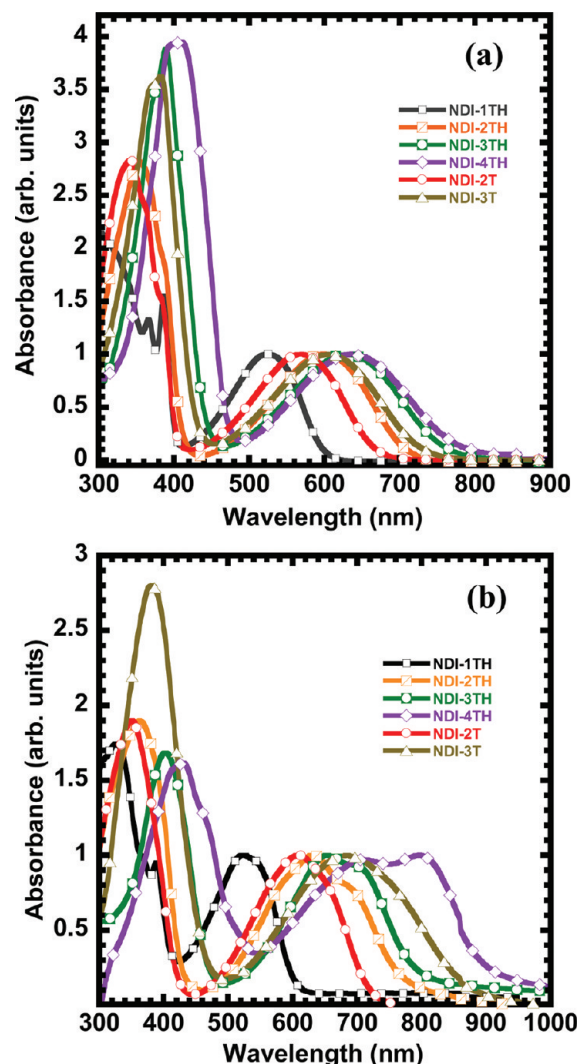 (a)
4
3.5
3
2.5
2
1.5
1
0.5
0
Absorbance (arb. units)
NDI-1TH
NDI-2TH
NDI-3TH
NDI-4TH
NDI-2T
NDI-3T
300 400 500 600 700 800 900
Wavelength (nm)
(b)
3
2.5
2
1.5
1
0.5
Absorbance (arb. units)
NDI-1TH
NDI-2TH
NDI-3TH
NDI-4TH
NDI-2T
NDI-3T
300 400 500 600 700 800 900 1000
Wavelength (nm)